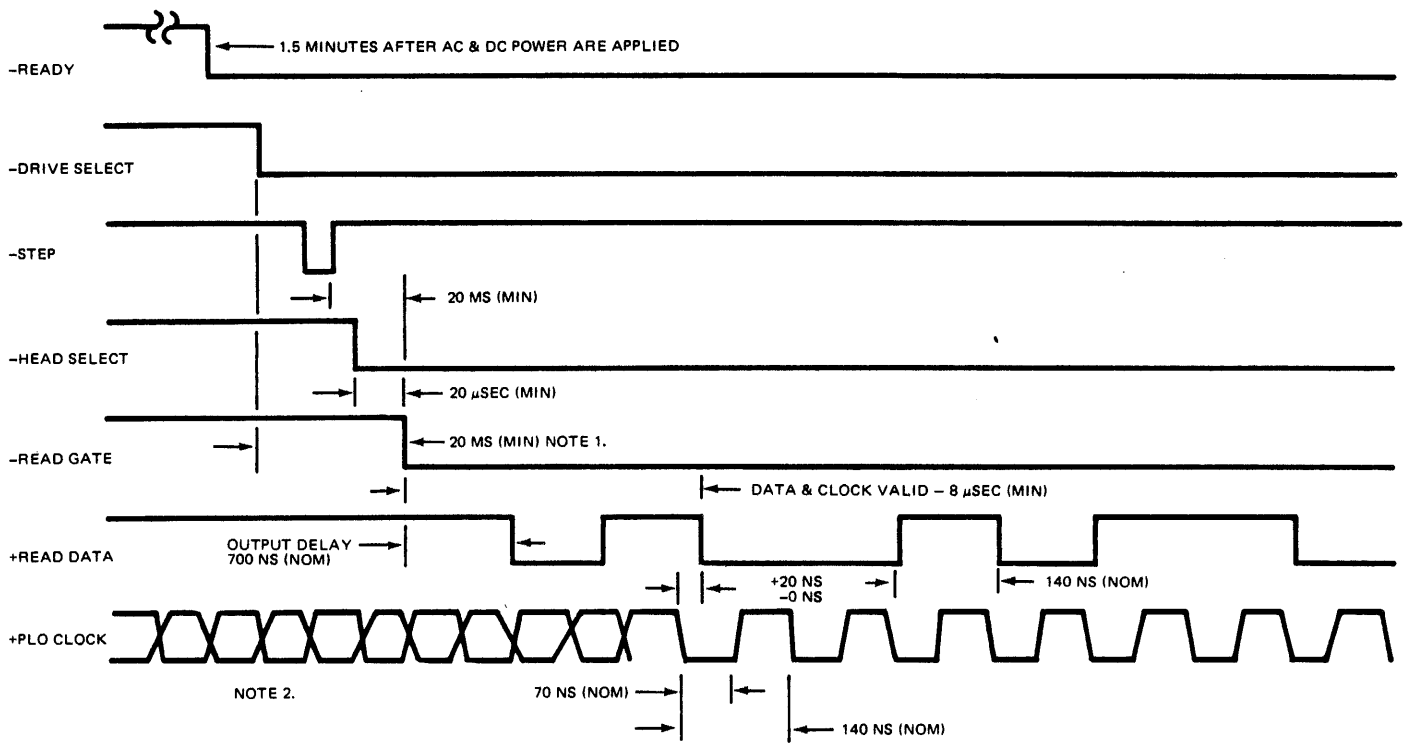 1.5 MINUTES AFTER AC & DC POWER ARE APPLIED
–READY
–DRIVE SELECT
–STEP
20 MS (MIN)
–HEAD SELECT
20 µSEC (MIN)
20 MS (MIN) NOTE 1.
–READ GATE
DATA & CLOCK VALID – 8 µSEC (MIN)
OUTPUT DELAY
700 NS (NOM)
+READ DATA
+20 NS
–0 NS
140 NS (NOM)
+PLO CLOCK
NOTE 2.
70 NS (NOM)
140 NS (NOM)